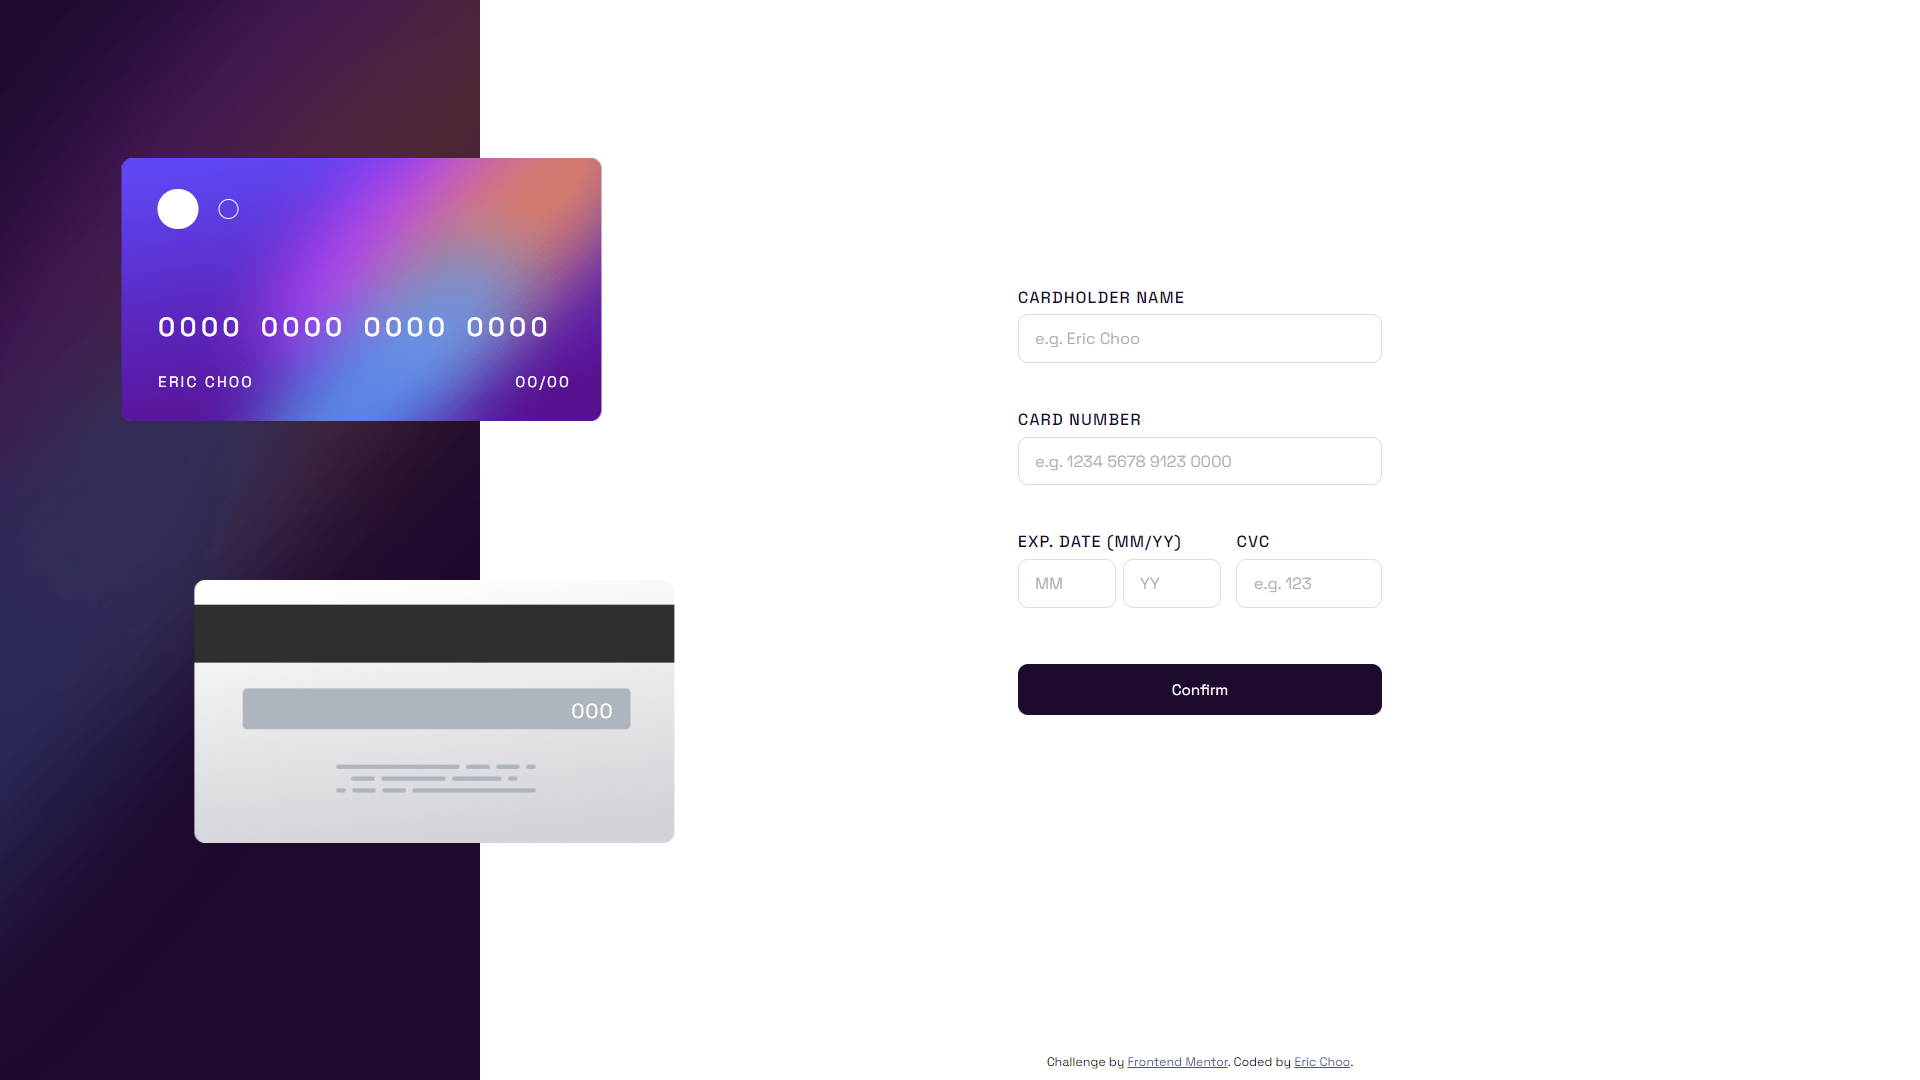 0000 0000 0000 0000
ERIC CHOO 00/00
000
CARDHOLDER NAME
e.g. Eric Choo
CARD NUMBER
e.g. 1234 5678 9123 0000
EXP. DATE (MM/YY) CVC
MM YY e.g. 123
Confirm
Challenge by Frontend Mentor. Coded by Eric Choo.